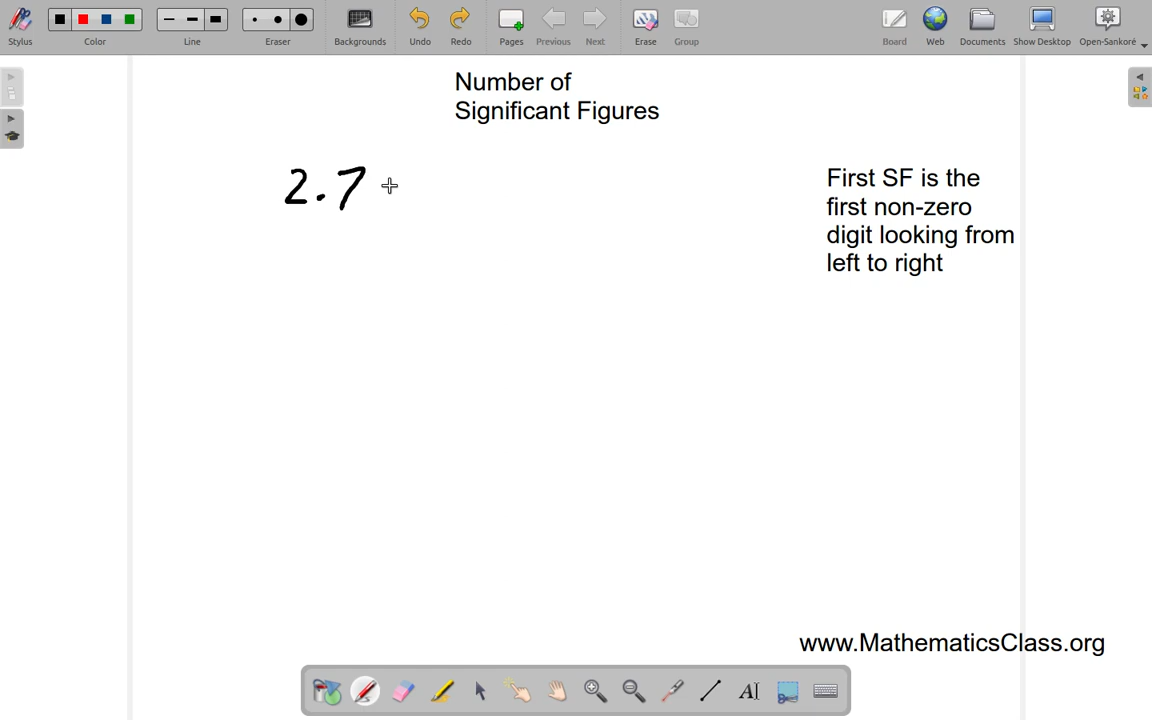 Stylus Color Line Eraser Backgrounds Undo Redo Pages Previous Next Erase Group Board Web Documents Show Desktop Open-Sankoré
Number of
Significant Figures
2.7
First SF is the
first non-zero
digit looking from
left to right
www.MathematicsClass.org